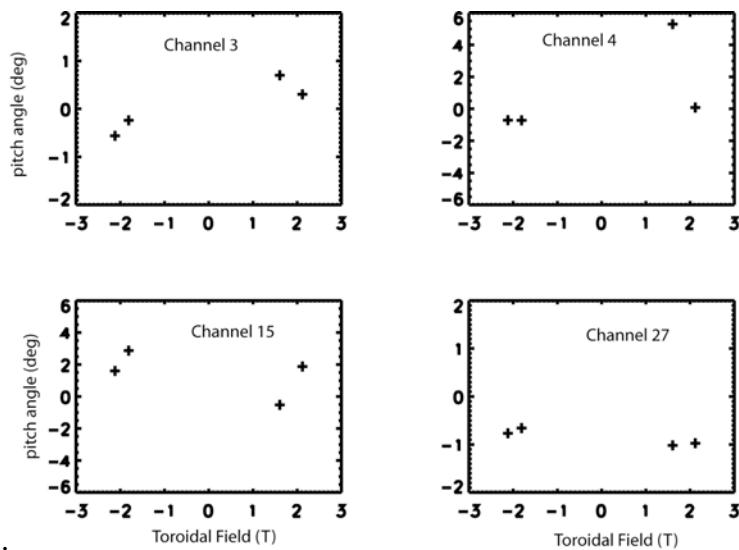 2
1
0
−1
−2
pitch angle (deg)
Channel 3
−3 −2 −1 0 1 2 3
6
4
2
0
−2
−4
−6
Channel 4
−3 −2 −1 0 1 2 3
6
4
2
0
−2
−4
−6
pitch angle (deg)
Channel 15
−3 −2 −1 0 1 2 3
Toroidal Field (T)
2
1
0
−1
−2
Channel 27
−3 −2 −1 0 1 2 3
Toroidal Field (T)
.